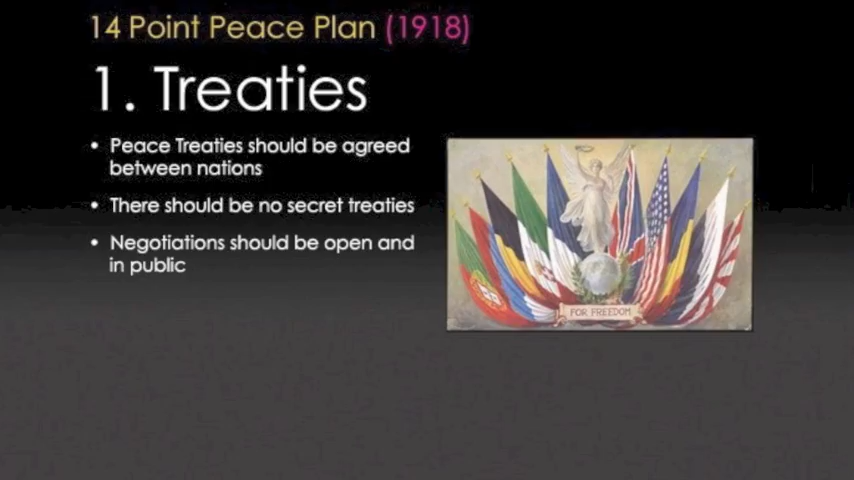 14 Point Peace Plan (1918)
1. Treaties
• Peace Treaties should be agreed
between nations
• There should be no secret treaties
• Negotiations should be open and
in public
FOR FREEDOM